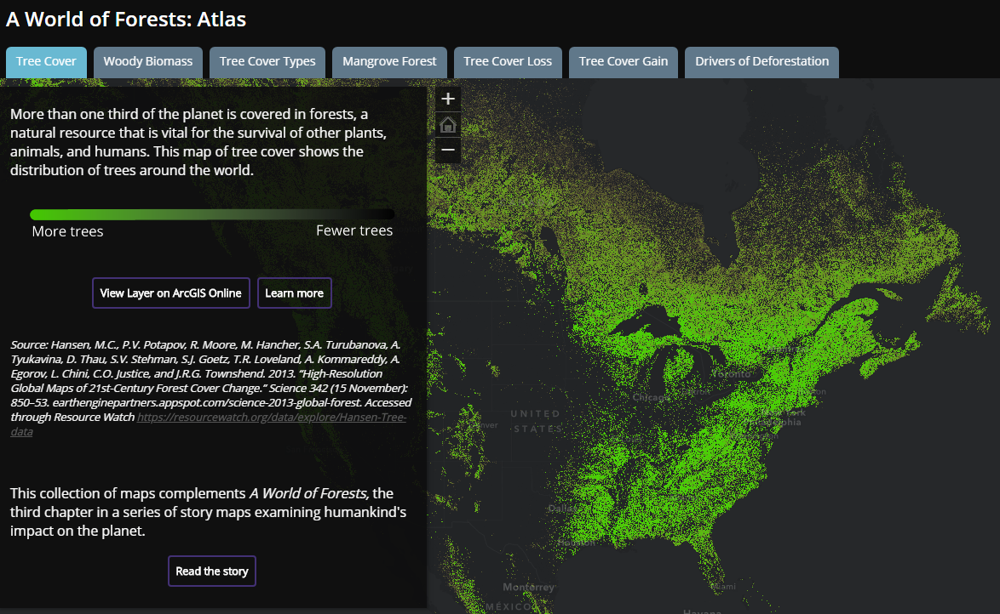 A World of Forests: Atlas
Tree Cover
Woody Biomass
Tree Cover Types
Mangrove Forest
Tree Cover Loss
Tree Cover Gain
Drivers of Deforestation
More than one third of the planet is covered in forests, a
natural resource that is vital for the survival of other plants,
animals, and humans. This map of tree cover shows the
distribution of trees around the world.
More trees
Fewer trees
View Layer on ArcGIS Online
Learn more
Source: Hansen, M.C., P.V. Potapov, R. Moore, M. Hancher, S.A. Turubanova, A.
Tyukavina, D. Thau, S.V. Stehman, S.J. Goetz, T.R. Loveland, A. Kommareddy, A.
Egorov, L. Chini, C.O. Justice, and J.R.G. Townshend. 2013. “High-Resolution
Global Maps of 21st-Century Forest Cover Change.” Science 342 (15 November):
850–53. earthenginepartners.appspot.com/science-2013-global-forest. Accessed
through Resource Watch https://resourcewatch.org/data/explore/Hansen-Tree-
data
This collection of maps complements A World of Forests, the
third chapter in a series of story maps examining humankind's
impact on the planet.
Read the story
+
−
Toronto
Chicago
UNITED
STATES
Dallas
Houston
Monterrey
Miami
MÉXICO
Havana